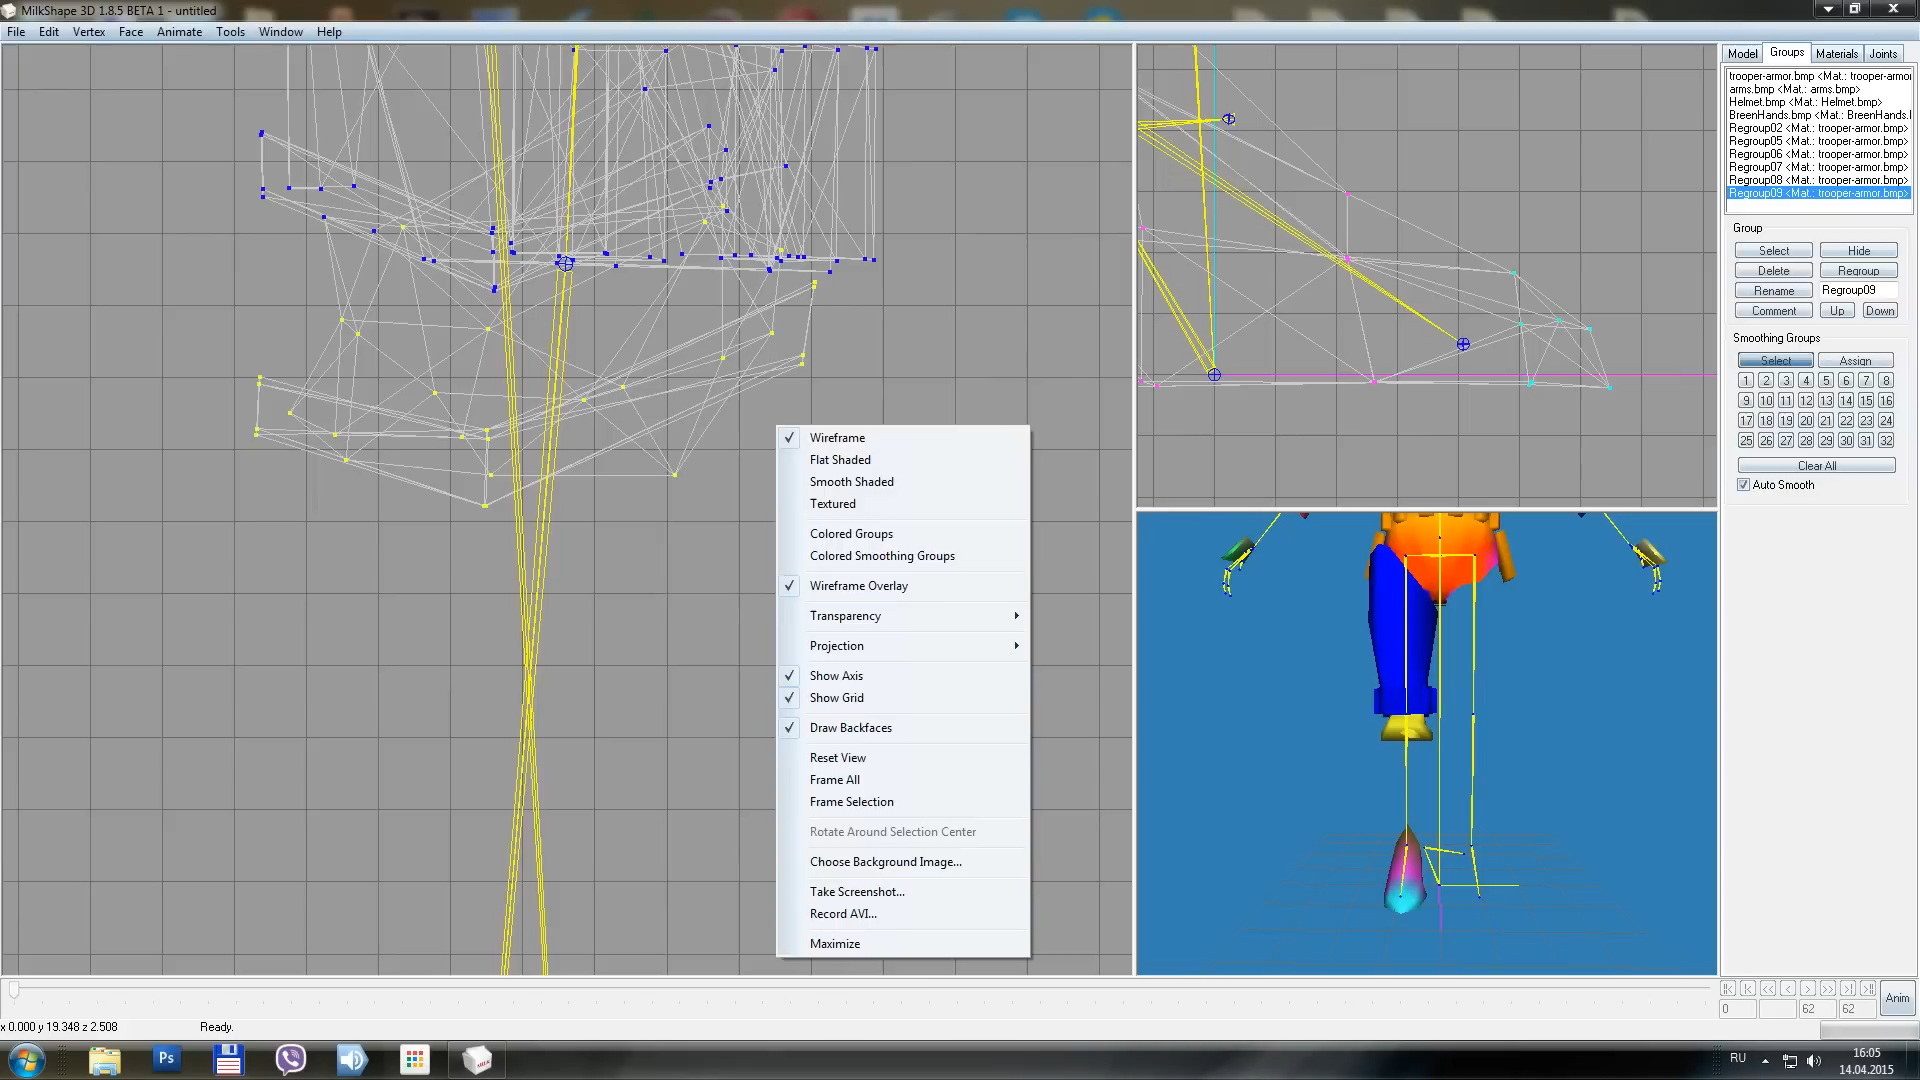 MilkShape 3D 1.8.5 BETA 1 - untitled
File Edit Vertex Face Animate Tools Window Help
Model Groups Materials Joints
trooper-armor.bmp <Mat.: trooper-armor
arms.bmp <Mat.: arms.bmp>
Helmet.bmp <Mat.: Helmet.bmp>
BreenHands.bmp <Mat.: BreenHands.
Regroup02 <Mat.: trooper-armor.bmp>
Regroup05 <Mat.: trooper-armor.bmp>
Regroup06 <Mat.: trooper-armor.bmp>
Regroup07 <Mat.: trooper-armor.bmp>
Regroup08 <Mat.: trooper-armor.bmp>
Regroup09 <Mat.: trooper-armor.bmp>
Group
Select Hide
Delete Regroup
Rename Regroup09
Comment Up Down
Smoothing Groups
Select Assign
1 2 3 4 5 6 7 8
9 10 11 12 13 14 15 16
17 18 19 20 21 22 23 24
25 26 27 28 29 30 31 32
Clear All
Auto Smooth
Wireframe
Flat Shaded
Smooth Shaded
Textured
Colored Groups
Colored Smoothing Groups
Wireframe Overlay
Transparency
Projection
Show Axis
Show Grid
Draw Backfaces
Reset View
Frame All
Frame Selection
Rotate Around Selection Center
Choose Background Image...
Take Screenshot...
Record AVI...
Maximize
Anim
0 62 62
x 0.000 y 19.348 z 2.508 Ready.
Ps
RU
16:05
14.04.2015